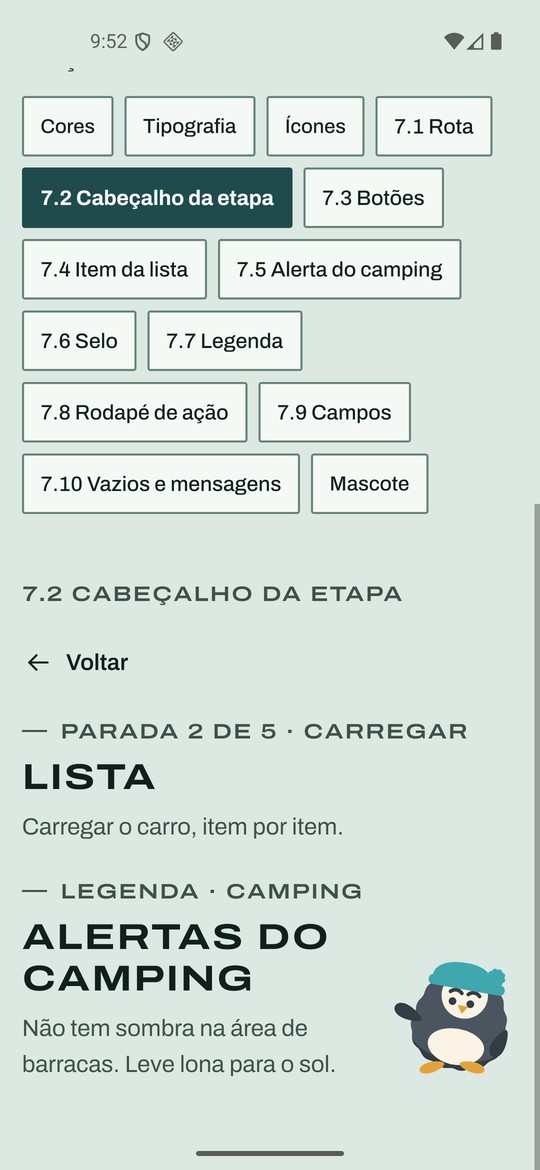 9:52
Cores
Tipografia
Ícones
7.1 Rota
7.2 Cabeçalho da etapa
7.3 Botões
7.4 Item da lista
7.5 Alerta do camping
7.6 Selo
7.7 Legenda
7.8 Rodapé de ação
7.9 Campos
7.10 Vazios e mensagens
Mascote
7.2 CABEÇALHO DA ETAPA
← Voltar
— PARADA 2 DE 5 · CARREGAR
LISTA
Carregar o carro, item por item.
— LEGENDA · CAMPING
ALERTAS DO
CAMPING
Não tem sombra na área de
barracas. Leve lona para o sol.